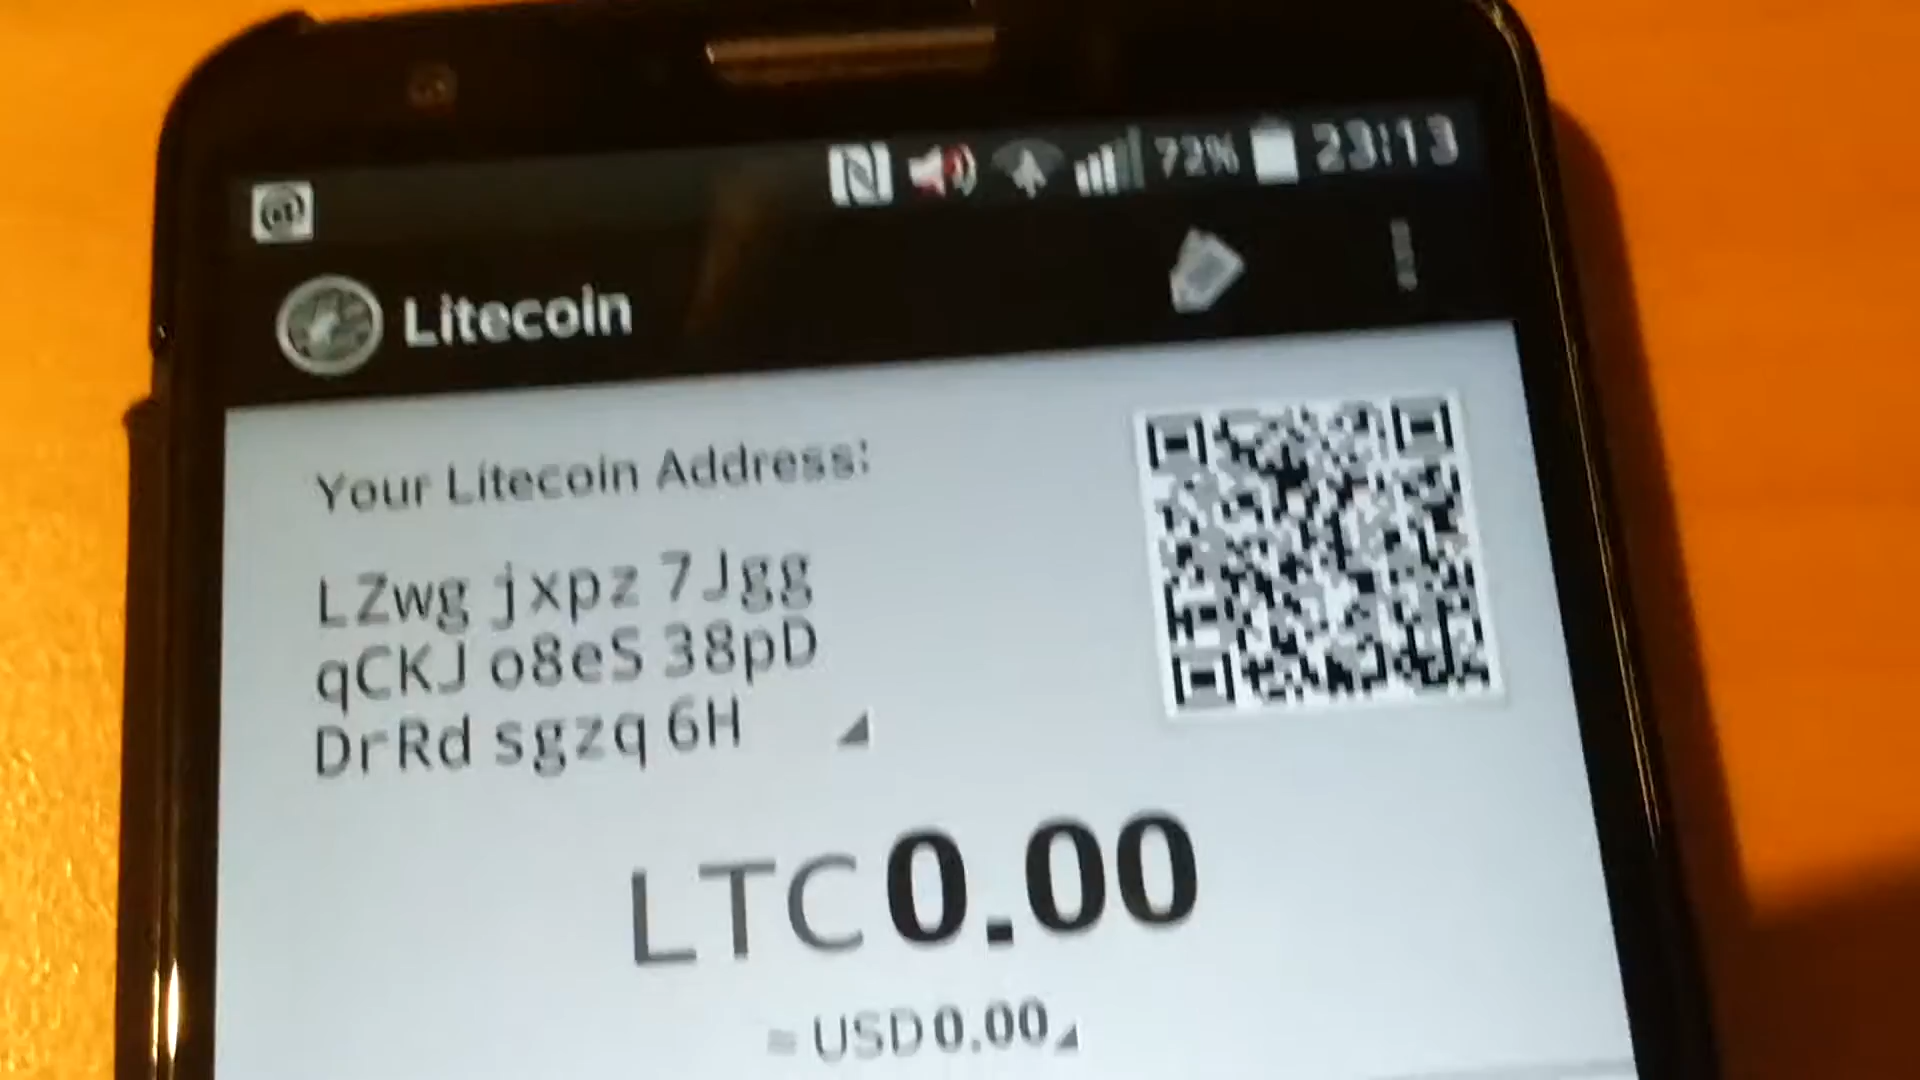 72% 23:13
Litecoin
Your Litecoin Address:
LZwg jxpz 7Jgg
qCKJ o8eS 38pD
DrRd sgzq 6H
LTC 0.00
≈ USD 0.00